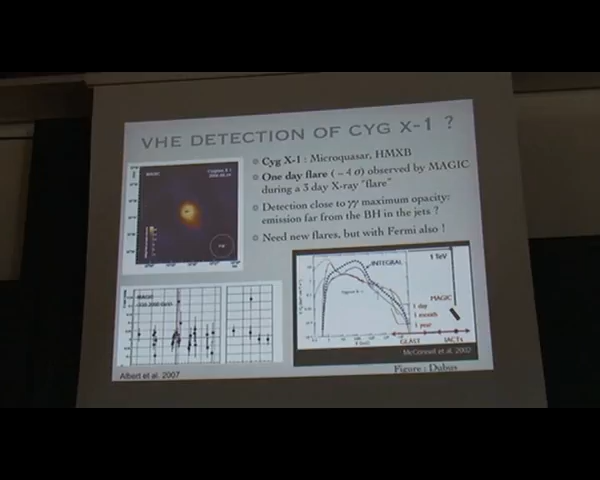 VHE DETECTION OF CYG X-1 ?
MAGIC
Cyg X-1 : Microquasar, HMXB
One day flare ( ~ 4 σ) observed by MAGIC
during a 3 day X-ray "flare"
Detection close to γγ maximum opacity:
emission far from the BH in the jets ?
Need new flares, but with Fermi also !
INTEGRAL
1 TeV
MAGIC
1 day
1 month
1 year
GLAST
IACTs
MAGIC
McConnell et al. 2002
Albert et al. 2007
Figure : Dubus